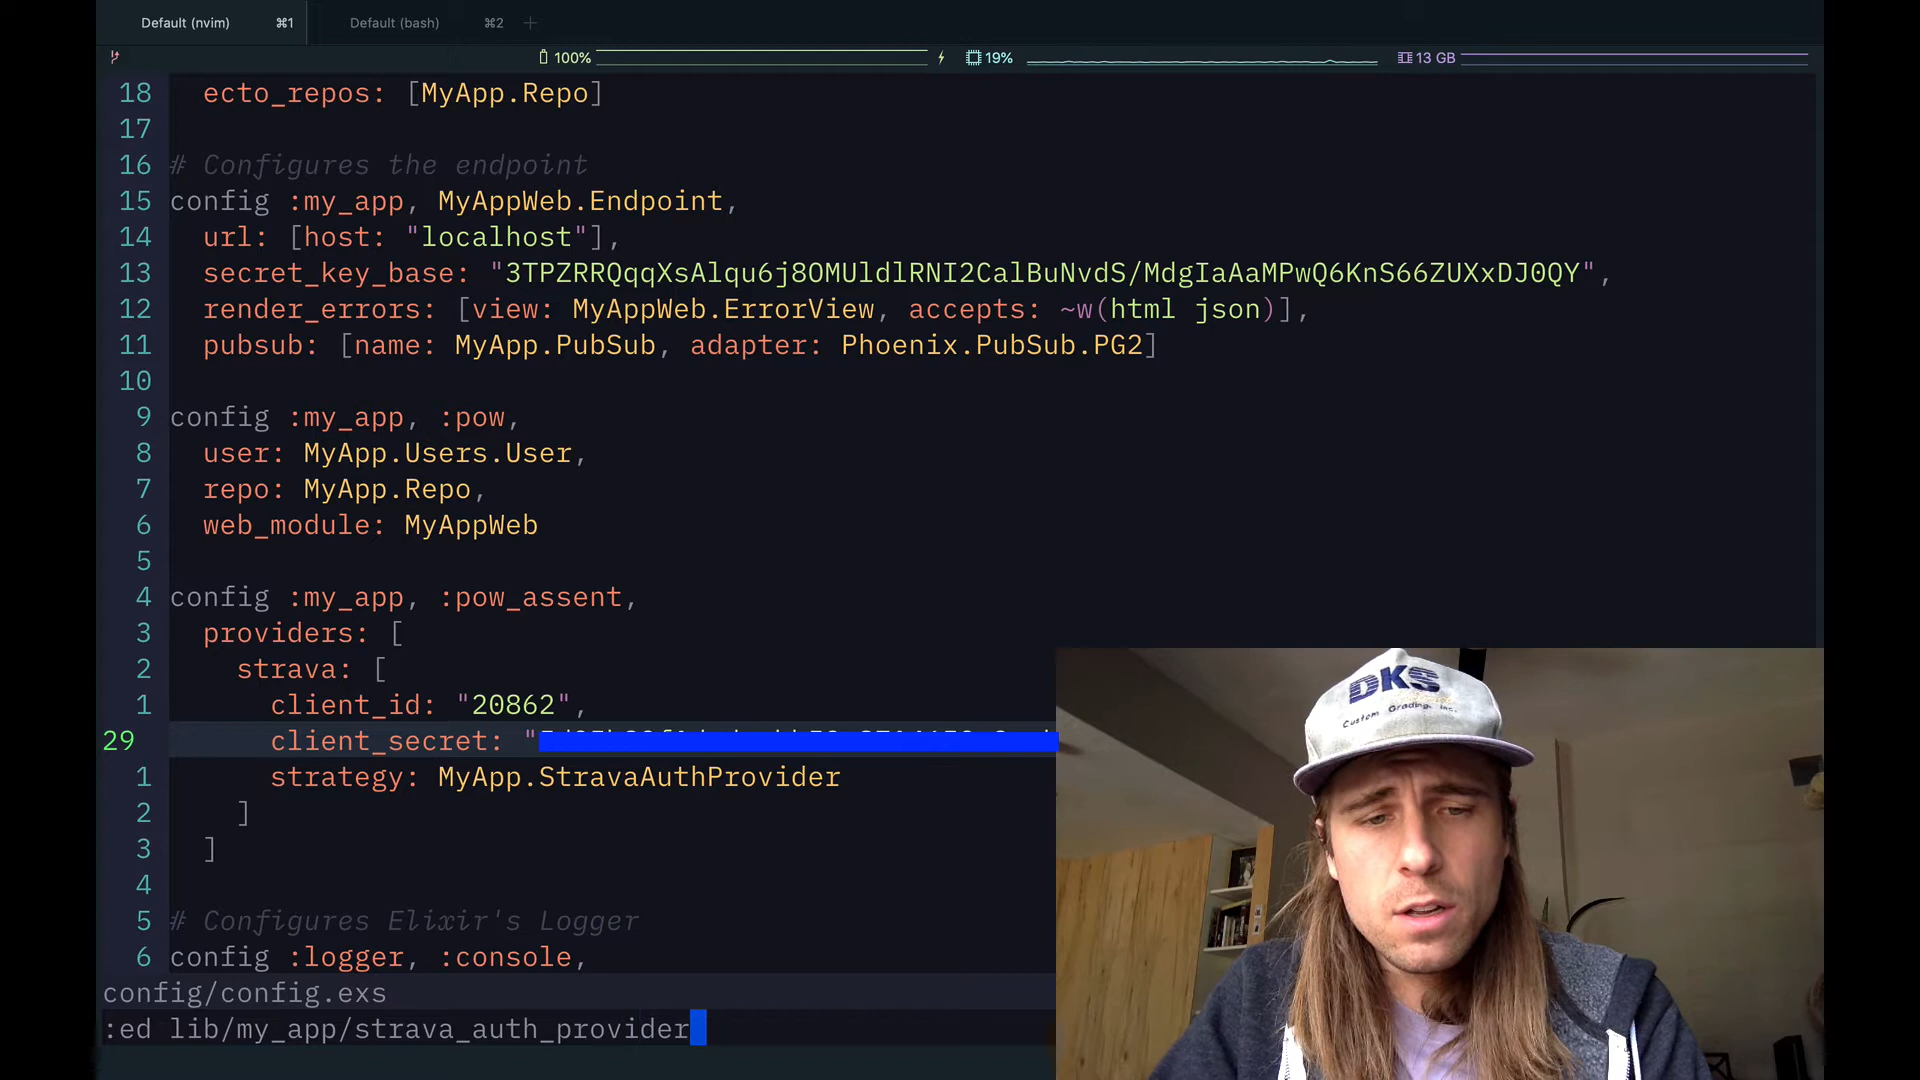 Default (nvim) ⌘1 Default (bash) ⌘2 +
100% 19% 13 GB
18 ecto_repos: [MyApp.Repo]
17
16 # Configures the endpoint
15 config :my_app, MyAppWeb.Endpoint,
14 url: [host: "localhost"],
13 secret_key_base: "3TPZRRQqqXsAlqu6j8OMUldlRNI2CalBuNvdS/MdgIaAaMPwQ6KnS66ZUXxDJ0QY",
12 render_errors: [view: MyAppWeb.ErrorView, accepts: ~w(html json)],
11 pubsub: [name: MyApp.PubSub, adapter: Phoenix.PubSub.PG2]
10
9 config :my_app, :pow,
8 user: MyApp.Users.User,
7 repo: MyApp.Repo,
6 web_module: MyAppWeb
5
4 config :my_app, :pow_assent,
3 providers: [
2 strava: [
1 client_id: "20862",
29 client_secret: "
1 strategy: MyApp.StravaAuthProvider
2 ]
3 ]
4
5 # Configures Elixir's Logger
6 config :logger, :console,
config/config.exs
:ed lib/my_app/strava_auth_provider
DKS
Custom Grading, Inc.